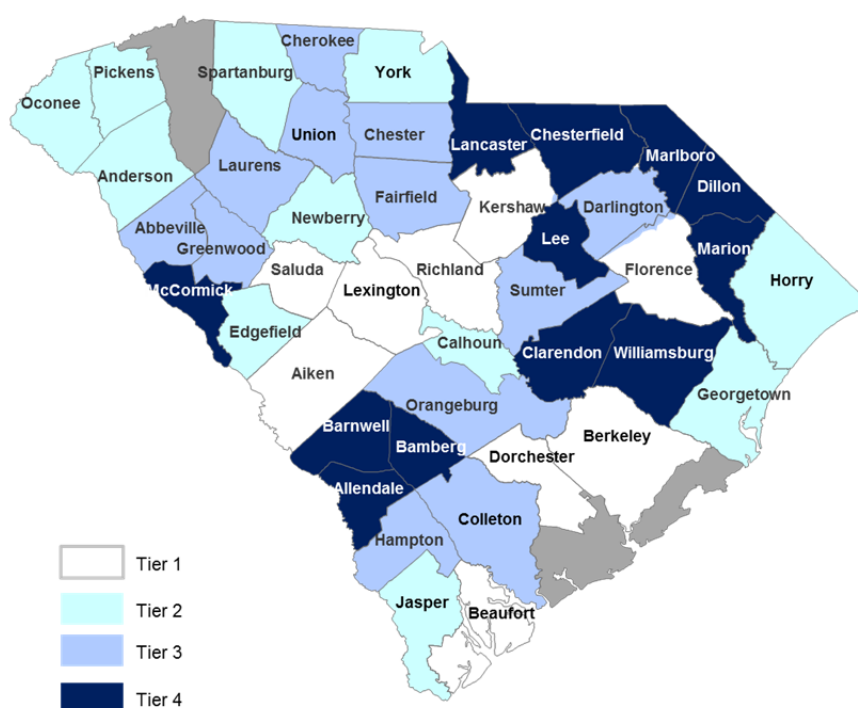 Cherokee
Pickens
Spartanburg
York
Oconee
Union
Chester
Lancaster
Chesterfield
Marlboro
Laurens
Dillon
Anderson
Fairfield
Kershaw
Darlington
Newberry
Abbeville
Greenwood
Lee
Marion
Saluda
Richland
Florence
Horry
McCormick
Lexington
Sumter
Edgefield
Calhoun
Clarendon
Williamsburg
Aiken
Georgetown
Orangeburg
Barnwell
Bamberg
Berkeley
Dorchester
Allendale
Colleton
Hampton
Jasper
Beaufort
Tier 1
Tier 2
Tier 3
Tier 4